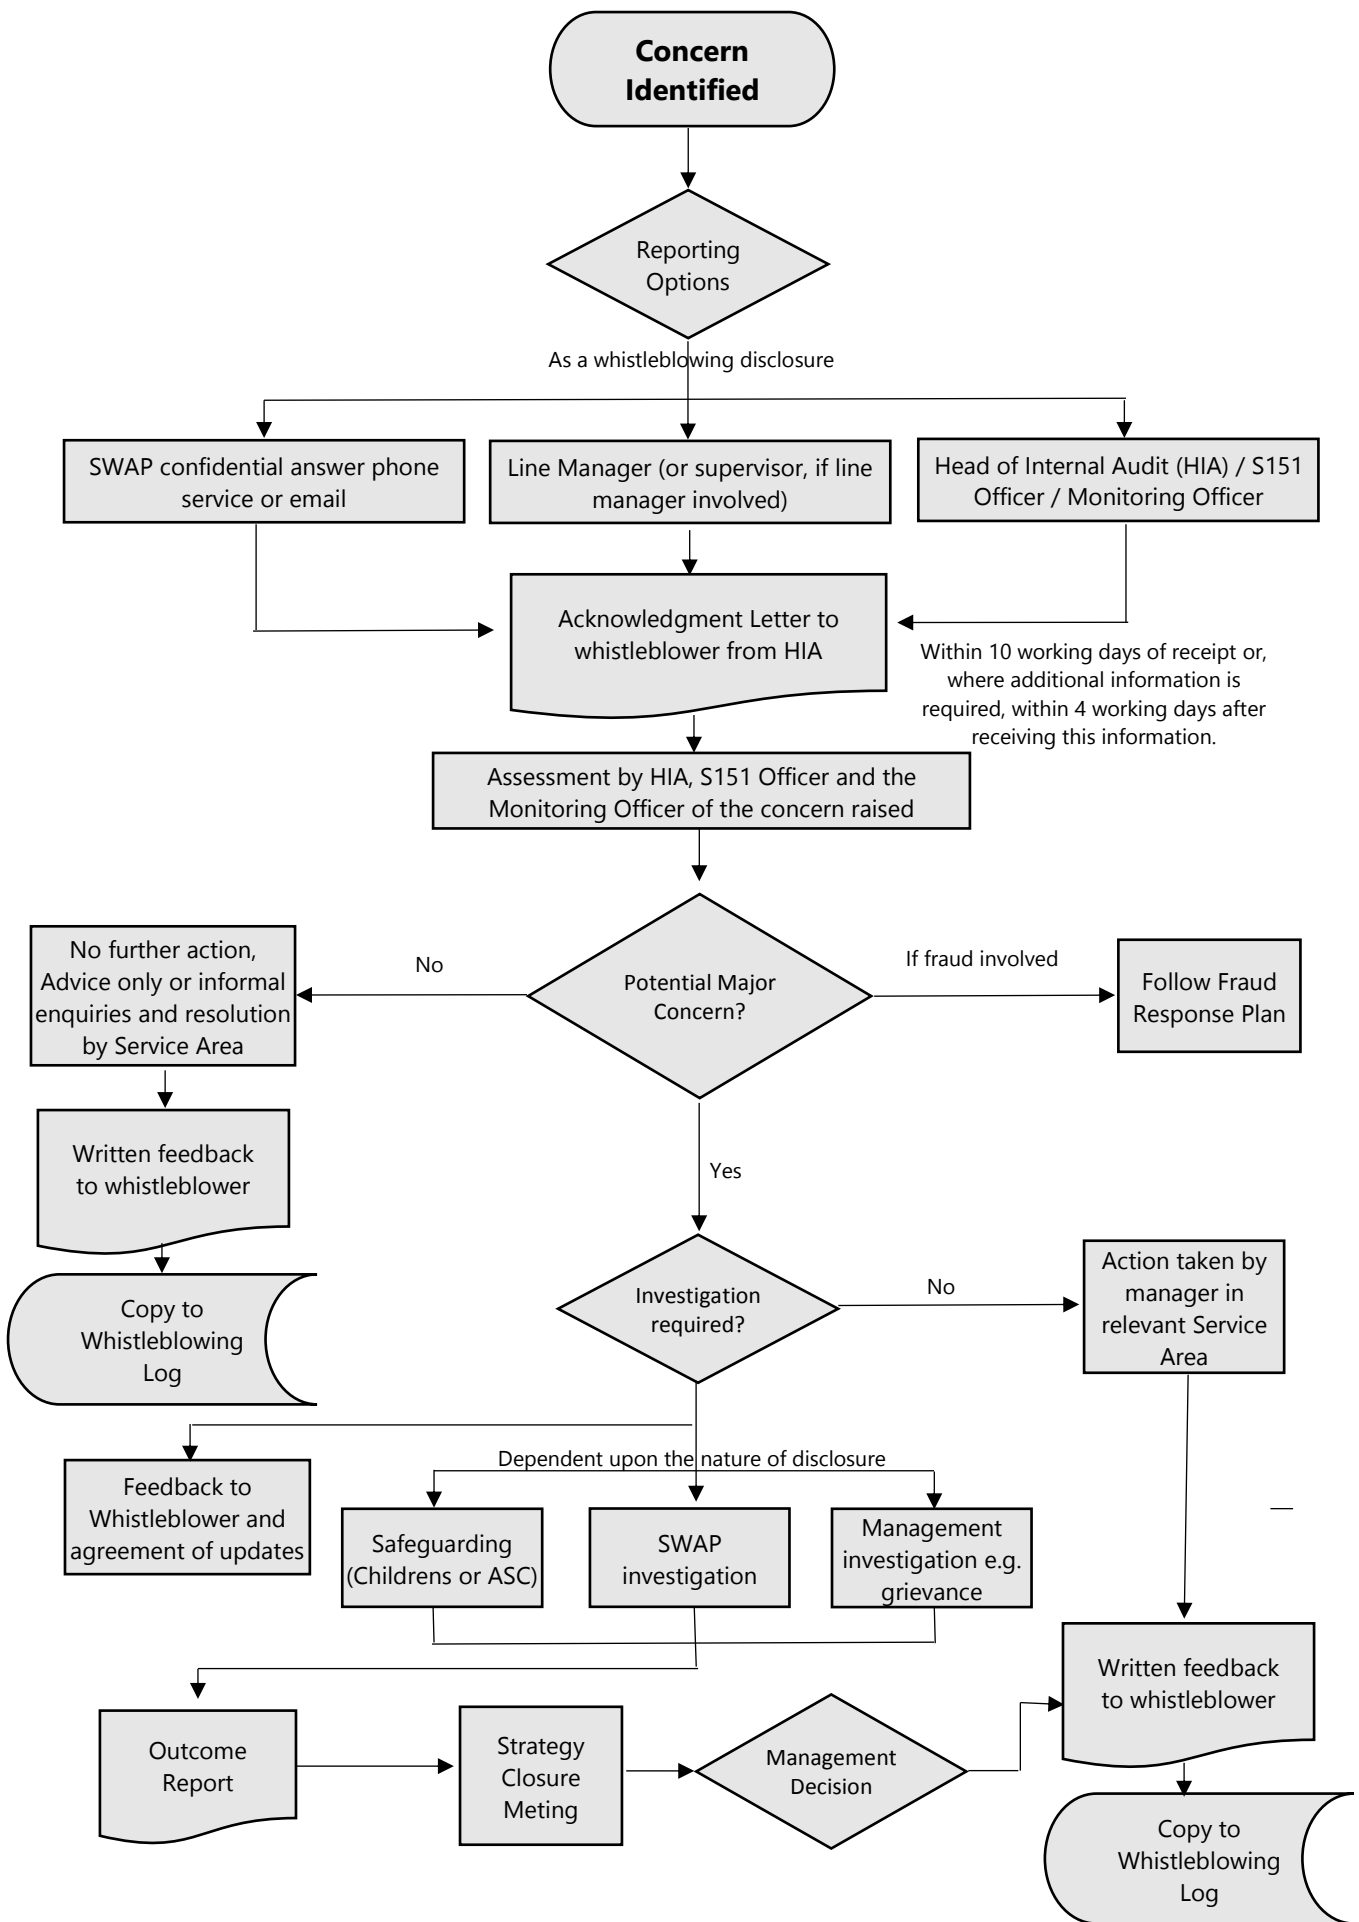 Concern
Identified
Reporting
Options
As a whistleblowing disclosure
SWAP confidential answer phone
service or email
Line Manager (or supervisor, if line
manager involved)
Head of Internal Audit (HIA) / S151
Officer / Monitoring Officer
Acknowledgment Letter to
whistleblower from HIA
Within 10 working days of receipt or,
where additional information is
required, within 4 working days after
receiving this information.
Assessment by HIA, S151 Officer and the
Monitoring Officer of the concern raised
No further action,
Advice only or informal
enquiries and resolution
by Service Area
No
Potential Major
Concern?
If fraud involved
Follow Fraud
Response Plan
Written feedback
to whistleblower
Yes
Copy to
Whistleblowing
Log
Investigation
required?
No
Action taken by
manager in
relevant Service
Area
Feedback to
Whistleblower and
agreement of updates
Dependent upon the nature of disclosure
Safeguarding
(Childrens or ASC)
SWAP
investigation
Management
investigation e.g.
grievance
Written feedback
to whistleblower
Outcome
Report
Strategy
Closure
Meting
Management
Decision
Copy to
Whistleblowing
Log